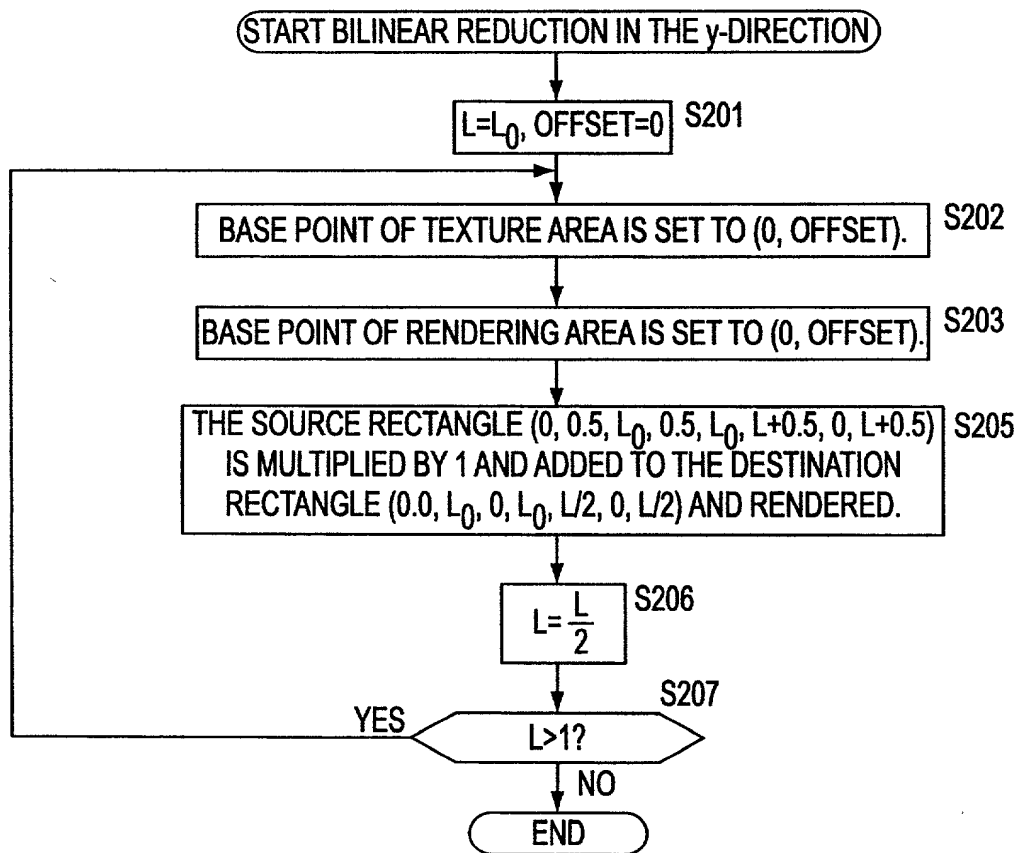 START BILINEAR REDUCTION IN THE y-DIRECTION
L=L0, OFFSET=0
S201
BASE POINT OF TEXTURE AREA IS SET TO (0, OFFSET).
S202
BASE POINT OF RENDERING AREA IS SET TO (0, OFFSET).
S203
THE SOURCE RECTANGLE (0, 0.5, L0, 0.5, L0, L+0.5, 0, L+0.5)
IS MULTIPLIED BY 1 AND ADDED TO THE DESTINATION
RECTANGLE (0.0, L0, 0, L0, L/2, 0, L/2) AND RENDERED.
S205
L= L/2
S206
L>1?
S207
YES
NO
END